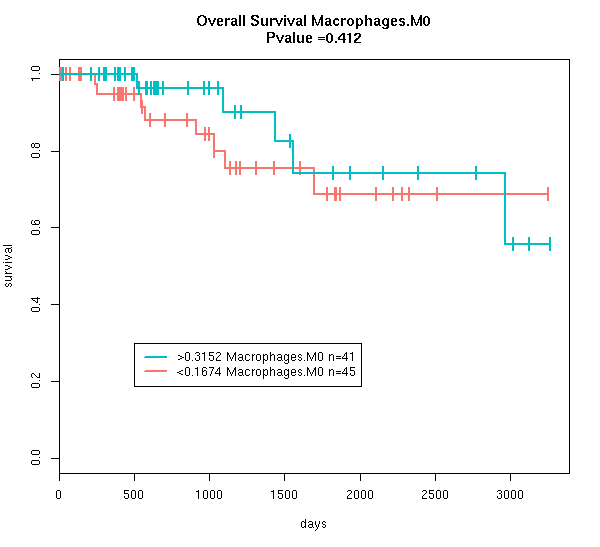 Overall Survival Macrophages.M0
Pvalue =0.412
survival
1.0
0.8
0.6
0.4
0.2
0.0
>0.3152 Macrophages.M0 n=41
<0.1674 Macrophages.M0 n=45
0 500 1000 1500 2000 2500 3000
days